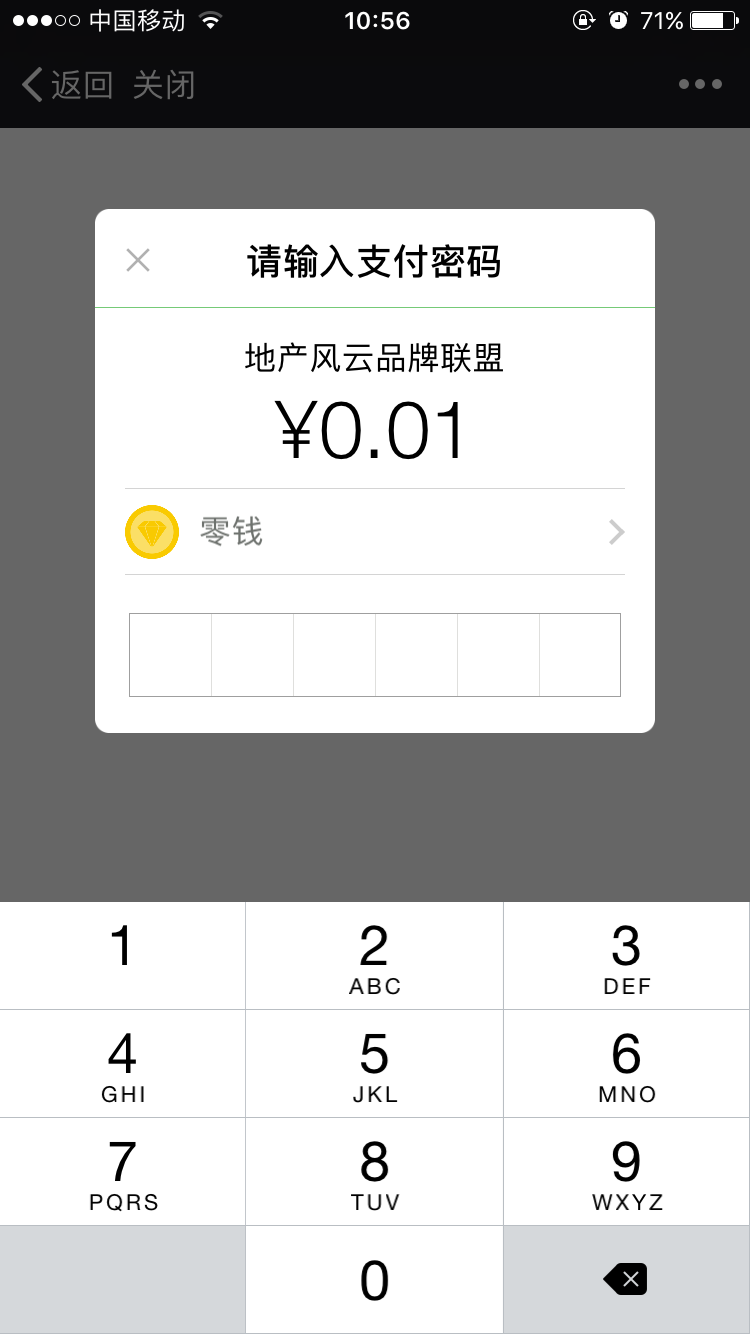 中国移动 10:56 71%
返回 关闭
请输入支付密码
地产风云品牌联盟
¥0.01
零钱
1 2 3
ABC DEF
4 5 6
GHI JKL MNO
7 8 9
PQRS TUV WXYZ
0